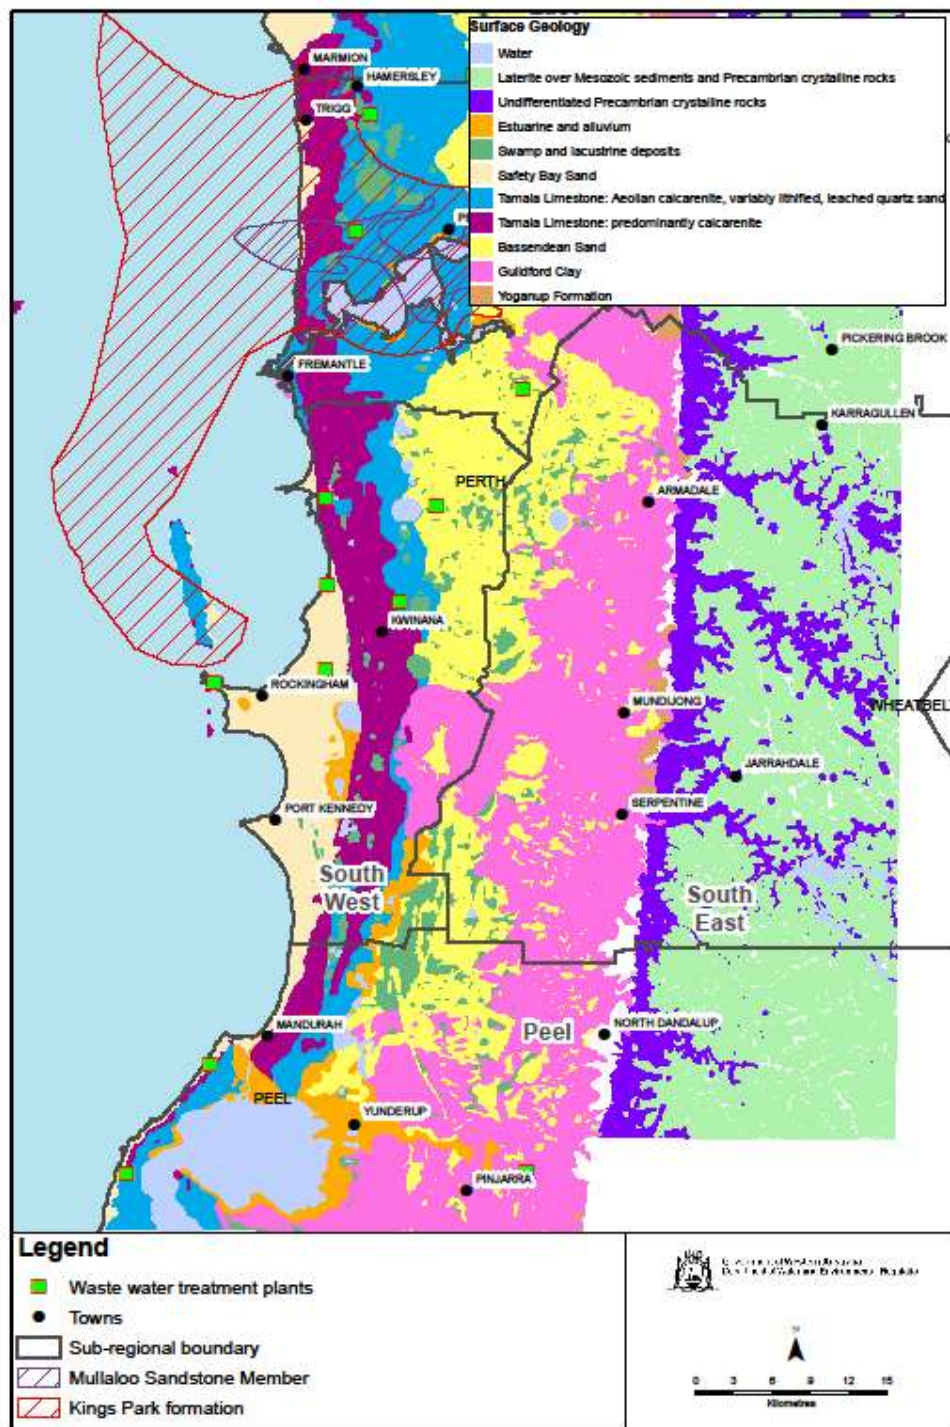 Surface Geology
Water
Laterite over Mesozoic sediments and Precambrian crystalline rocks
Undifferentiated Precambrian crystalline rocks
Estuarine and alluvium
Swamp and lacustrine deposits
Safety Bay Sand
Tamala Limestone: Aeolian calcarenite, variably lithified, leached quartz sand
Tamala Limestone: predominantly calcarenite
Bassendean Sand
Guildford Clay
Yoganup Formation
MARMION
HAMERSLEY
TRIGG
PICKERING BROOK
FREMANTLE
KARRAGULLEN
PERTH
ARMADALE
KWINANA
ROCKINGHAM
MUNDIJONG
WHEATBELT
JARRAHDALE
PORT KENNEDY
SERPENTINE
South
West
South
East
MANDURAH
Peel
NORTH DANDALUP
PEEL
YUNDERUP
PINJARRA
Legend
Waste water treatment plants
Towns
Sub-regional boundary
Mullaloo Sandstone Member
Kings Park formation
N
0 3 6 9 12 15
Kilometres